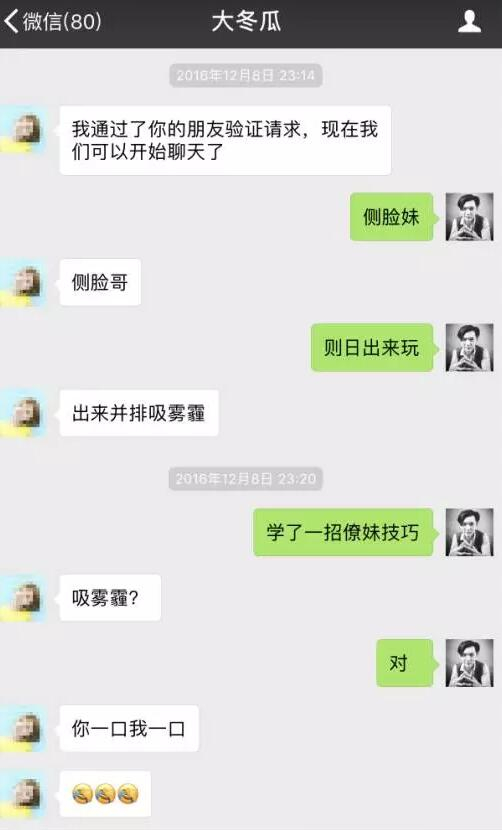 微信(80)
大冬瓜
2016年12月8日 23:14
我通过了你的朋友验证请求，现在我
们可以开始聊天了
侧脸妹
侧脸哥
则日出来玩
出来并排吸雾霾
2016年12月8日 23:20
学了一招僚妹技巧
吸雾霾？
对
你一口我一口